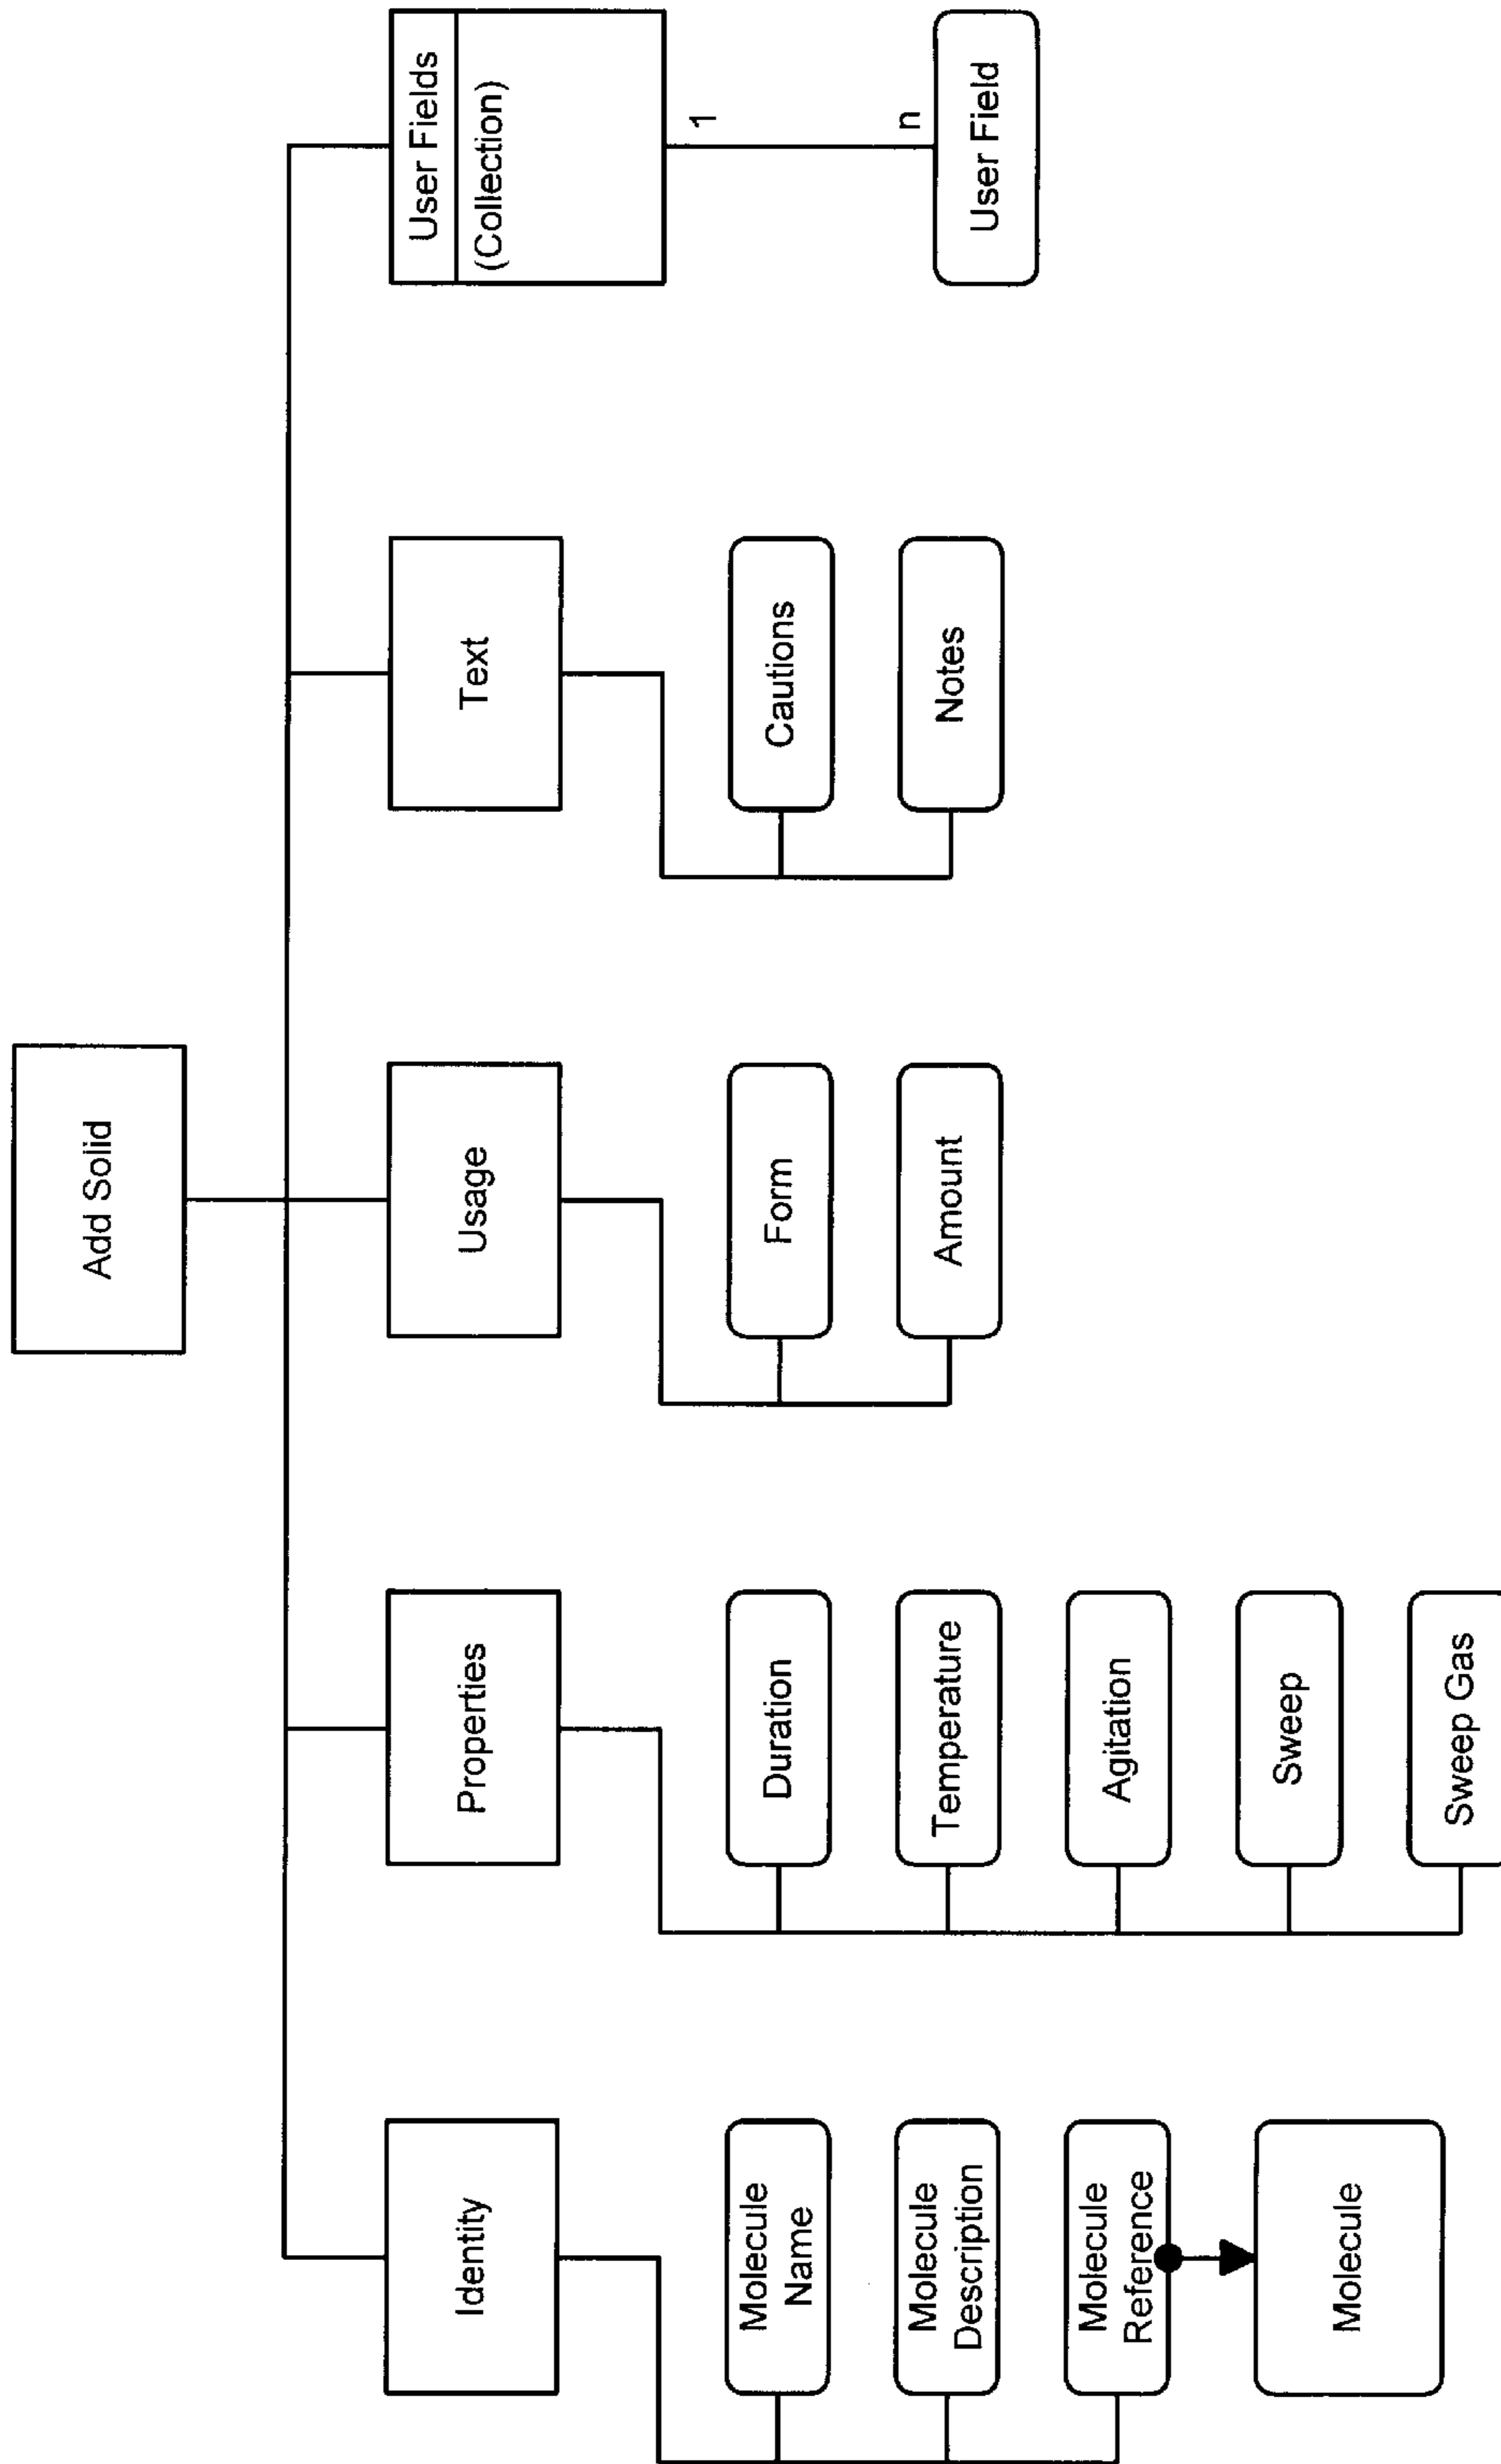 Add Solid
Identity
Molecule
Name
Molecule
Description
Molecule
Reference
Molecule
Properties
Duration
Temperature
Agitation
Sweep
Sweep Gas
Usage
Form
Amount
Text
Cautions
Notes
User Fields
(Collection)
1
n
User Field